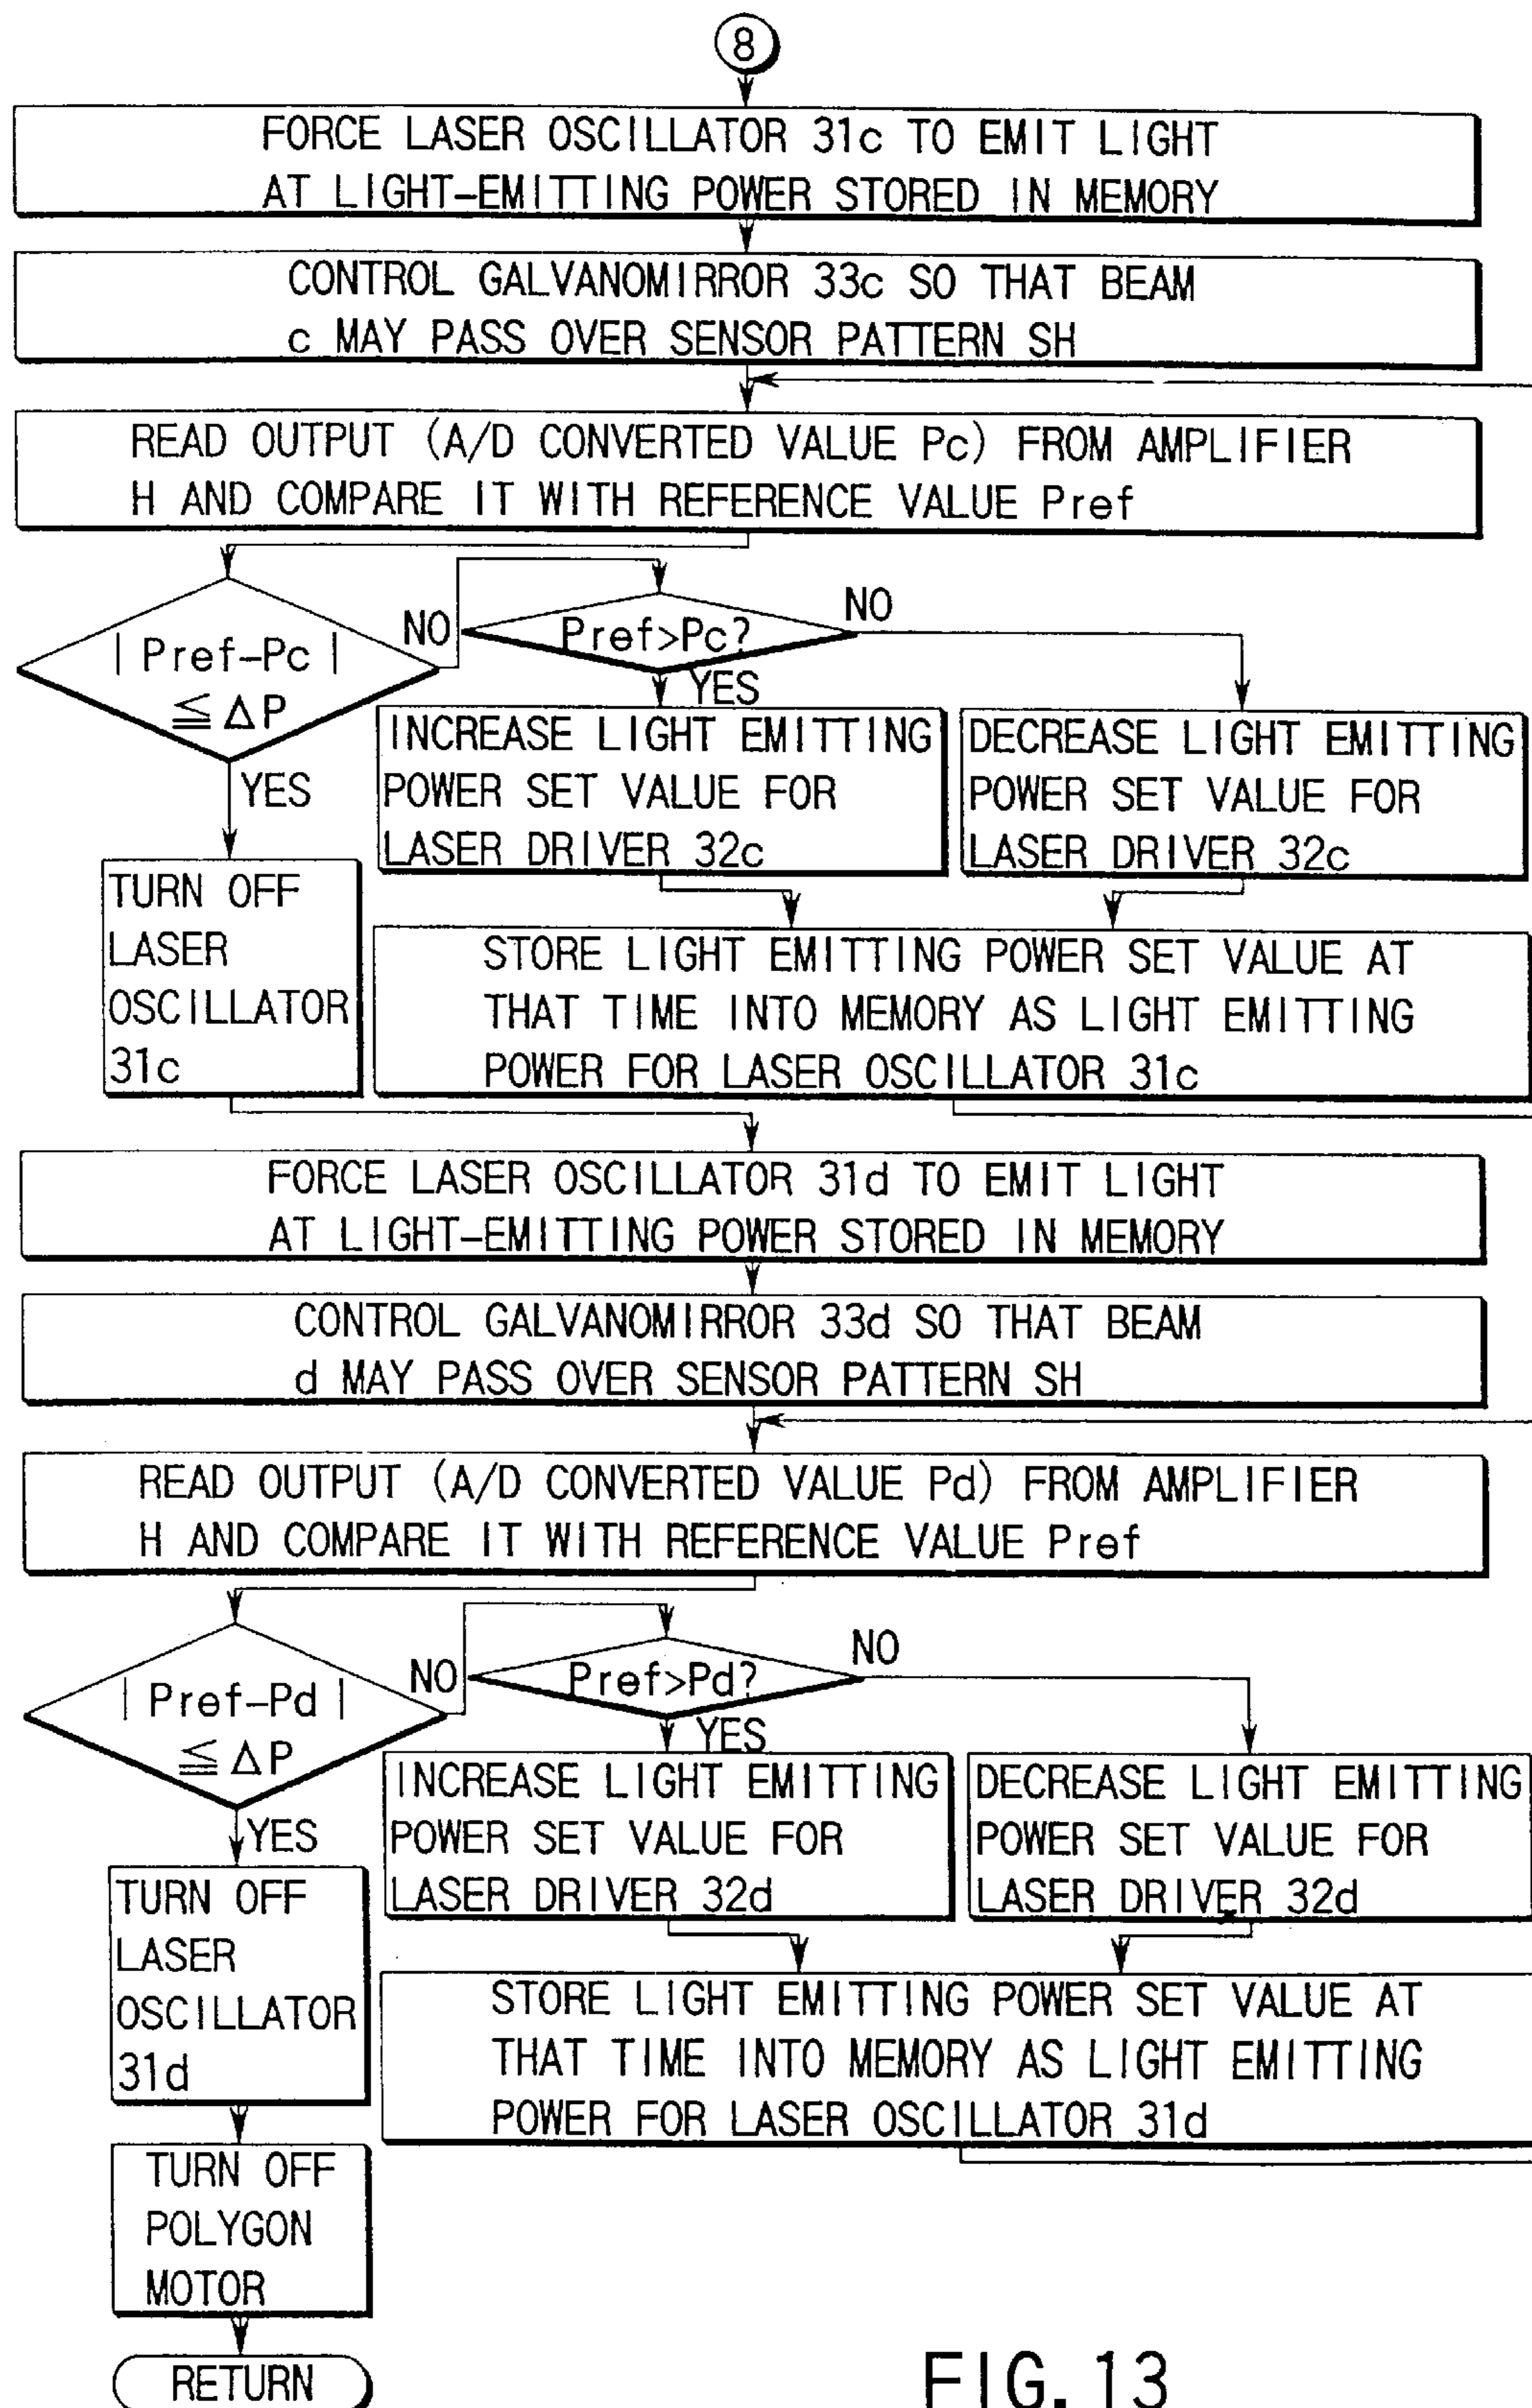 8
FORCE LASER OSCILLATOR 31c TO EMIT LIGHT
AT LIGHT-EMITTING POWER STORED IN MEMORY
CONTROL GALVANOMIRROR 33c SO THAT BEAM
c MAY PASS OVER SENSOR PATTERN SH
READ OUTPUT (A/D CONVERTED VALUE Pc) FROM AMPLIFIER
H AND COMPARE IT WITH REFERENCE VALUE Pref
| Pref-Pc |
≦ ΔP
NO
Pref>Pc?
NO
YES
YES
INCREASE LIGHT EMITTING
POWER SET VALUE FOR
LASER DRIVER 32c
DECREASE LIGHT EMITTING
POWER SET VALUE FOR
LASER DRIVER 32c
TURN OFF
LASER
OSCILLATOR
31c
STORE LIGHT EMITTING POWER SET VALUE AT
THAT TIME INTO MEMORY AS LIGHT EMITTING
POWER FOR LASER OSCILLATOR 31c
FORCE LASER OSCILLATOR 31d TO EMIT LIGHT
AT LIGHT-EMITTING POWER STORED IN MEMORY
CONTROL GALVANOMIRROR 33d SO THAT BEAM
d MAY PASS OVER SENSOR PATTERN SH
READ OUTPUT (A/D CONVERTED VALUE Pd) FROM AMPLIFIER
H AND COMPARE IT WITH REFERENCE VALUE Pref
| Pref-Pd |
≦ ΔP
NO
Pref>Pd?
NO
YES
YES
INCREASE LIGHT EMITTING
POWER SET VALUE FOR
LASER DRIVER 32d
DECREASE LIGHT EMITTING
POWER SET VALUE FOR
LASER DRIVER 32d
TURN OFF
LASER
OSCILLATOR
31d
STORE LIGHT EMITTING POWER SET VALUE AT
THAT TIME INTO MEMORY AS LIGHT EMITTING
POWER FOR LASER OSCILLATOR 31d
TURN OFF
POLYGON
MOTOR
RETURN
FIG. 13